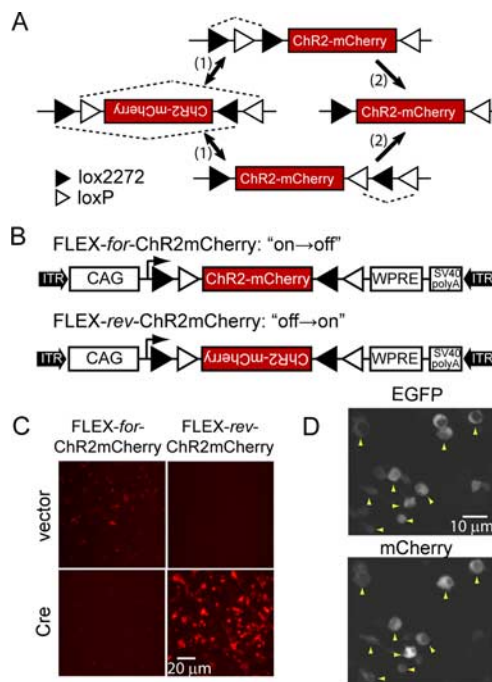 A
ChR2-mCherry
(1)
(2)
ChR2-mCherry
ChR2-mCherry
(1)
(2)
lox2272
loxP
ChR2-mCherry
B
FLEX-for-ChR2mCherry: “on→off”
ITR CAG ChR2-mCherry WPRE SV40 polyA ITR
FLEX-rev-ChR2mCherry: “off→on”
ITR CAG ChR2-mCherry WPRE SV40 polyA ITR
C
FLEX-for-ChR2mCherry
FLEX-rev-ChR2mCherry
vector
Cre
20 μm
D
EGFP
10 μm
mCherry